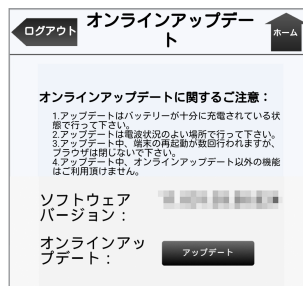 ログアウト
オンラインアップデー
ト
ホーム
オンラインアップデートに関するご注意：
1.アップデートはバッテリーが十分に充電されている状
態で行って下さい。
2.アップデートは電波状況のよい場所で行って下さい。
3.アップデート中、端末の再起動が数回行われますが、
ブラウザは閉じないで下さい。
4.アップデート中、オンラインアップデート以外の機能
はご利用頂けません。
ソフトウェア
バージョン：
オンラインアッ
プデート：
アップデート